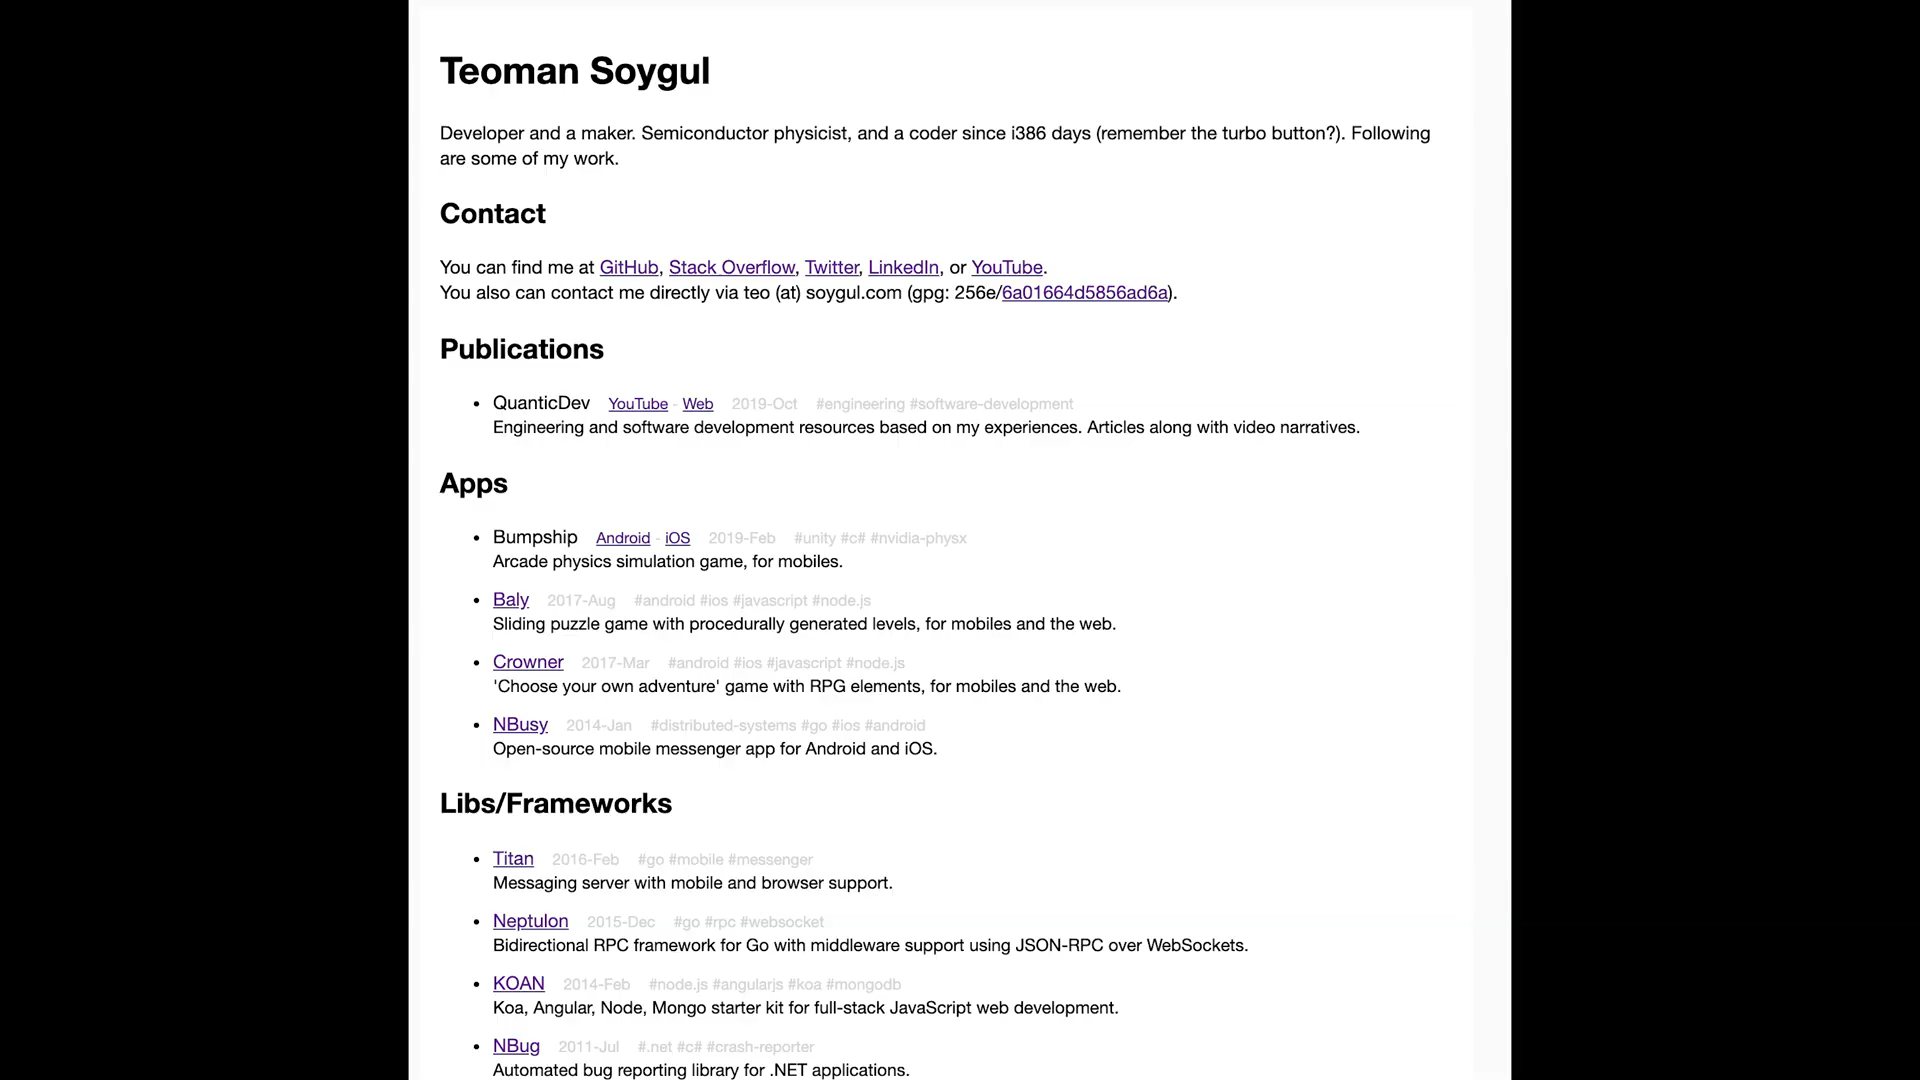 Teoman Soygul
Developer and a maker. Semiconductor physicist, and a coder since i386 days (remember the turbo button?). Following
are some of my work.
Contact
You can find me at GitHub, Stack Overflow, Twitter, LinkedIn, or YouTube.
You also can contact me directly via teo (at) soygul.com (gpg: 256e/6a01664d5856ad6a).
Publications
• QuanticDev YouTube - Web 2019-Oct #engineering #software-development
Engineering and software development resources based on my experiences. Articles along with video narratives.
Apps
• Bumpship Android - iOS 2019-Feb #unity #c# #nvidia-physx
Arcade physics simulation game, for mobiles.
• Baly 2017-Aug #android #ios #javascript #node.js
Sliding puzzle game with procedurally generated levels, for mobiles and the web.
• Crowner 2017-Mar #android #ios #javascript #node.js
'Choose your own adventure' game with RPG elements, for mobiles and the web.
• NBusy 2014-Jan #distributed-systems #go #ios #android
Open-source mobile messenger app for Android and iOS.
Libs/Frameworks
• Titan 2016-Feb #go #mobile #messenger
Messaging server with mobile and browser support.
• Neptulon 2015-Dec #go #rpc #websocket
Bidirectional RPC framework for Go with middleware support using JSON-RPC over WebSockets.
• KOAN 2014-Feb #node.js #angularjs #koa #mongodb
Koa, Angular, Node, Mongo starter kit for full-stack JavaScript web development.
• NBug 2011-Jul #.net #c# #crash-reporter
Automated bug reporting library for .NET applications.